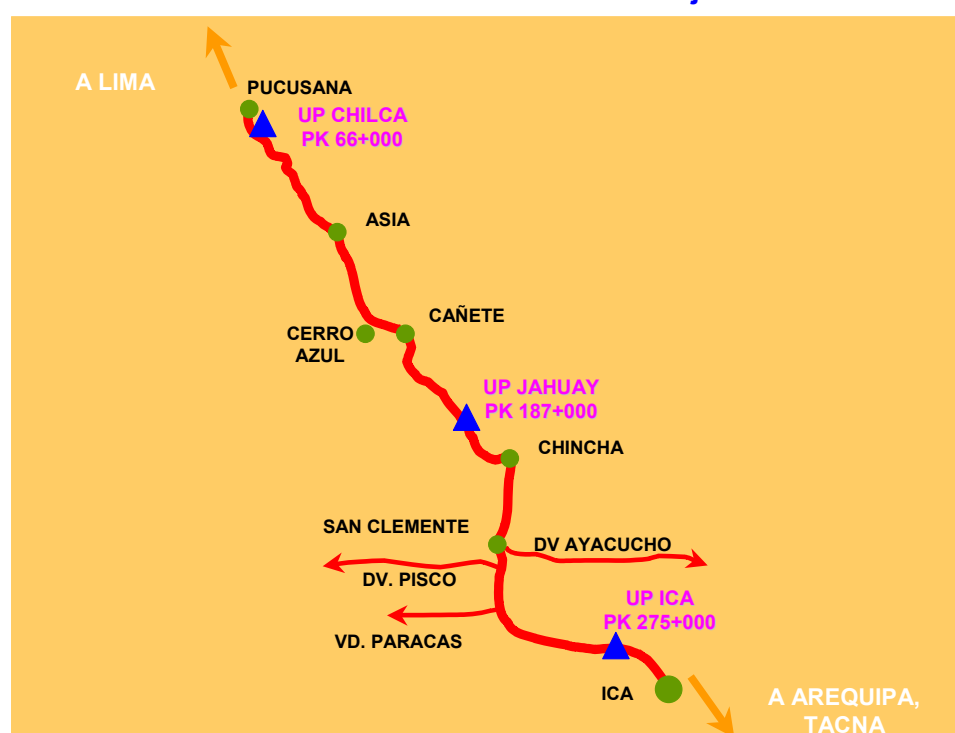 A LIMA
PUCUSANA
UP CHILCA
PK 66+000
ASIA
CAÑETE
CERRO
AZUL
UP JAHUAY
PK 187+000
CHINCHA
SAN CLEMENTE
DV AYACUCHO
DV. PISCO
UP ICA
PK 275+000
VD. PARACAS
ICA
A AREQUIPA,
TACNA